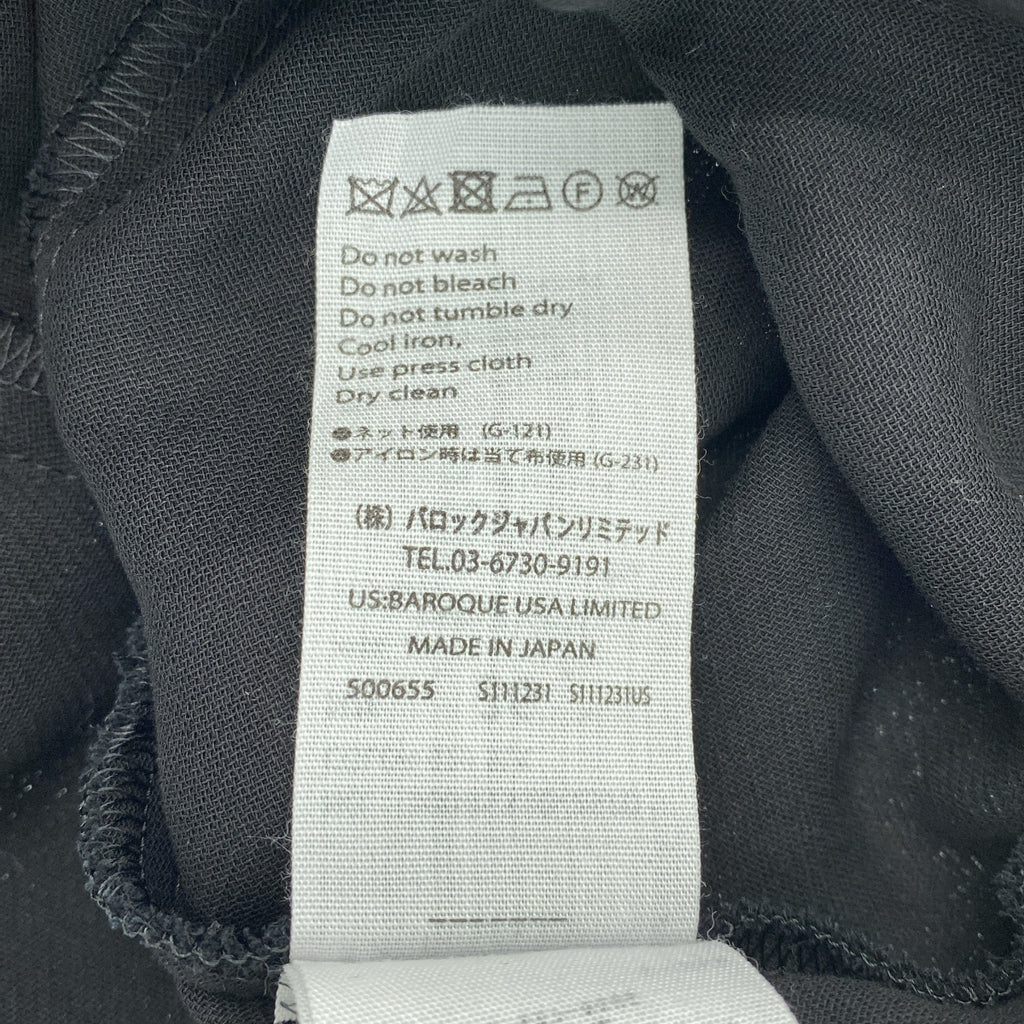 F W
Do not wash
Do not bleach
Do not tumble dry
Cool iron,
Use press cloth
Dry clean
●ネット使用 (G-121)
●アイロン時は当て布使用 (G-231)
(株) バロックジャパンリミテッド
TEL.03-6730-9191
US:BAROQUE USA LIMITED
MADE IN JAPAN
S00655 S111231 S111231US